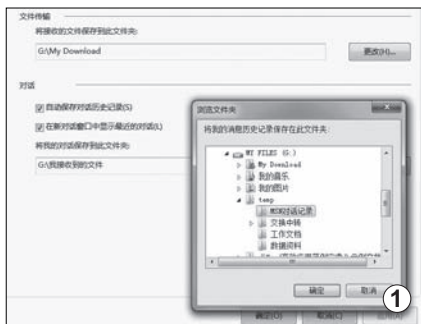 文件传输
将接收的文件保存到此文件夹:
G:\My Download
更改(H)...
对话
自动保存对话历史记录(S)
在新对话窗口中显示最近的对话(L)
将我的对话保存到此文件夹:
G:\我接收到的文件
浏览文件夹
将我的消息历史记录保存在此文件夹:
MY FILES (G:)
My Download
我的音乐
我的图片
temp
MSN对话记录
交换中转
工作文档
数据资料
确定
取消
确定(O)
取消(C)
1